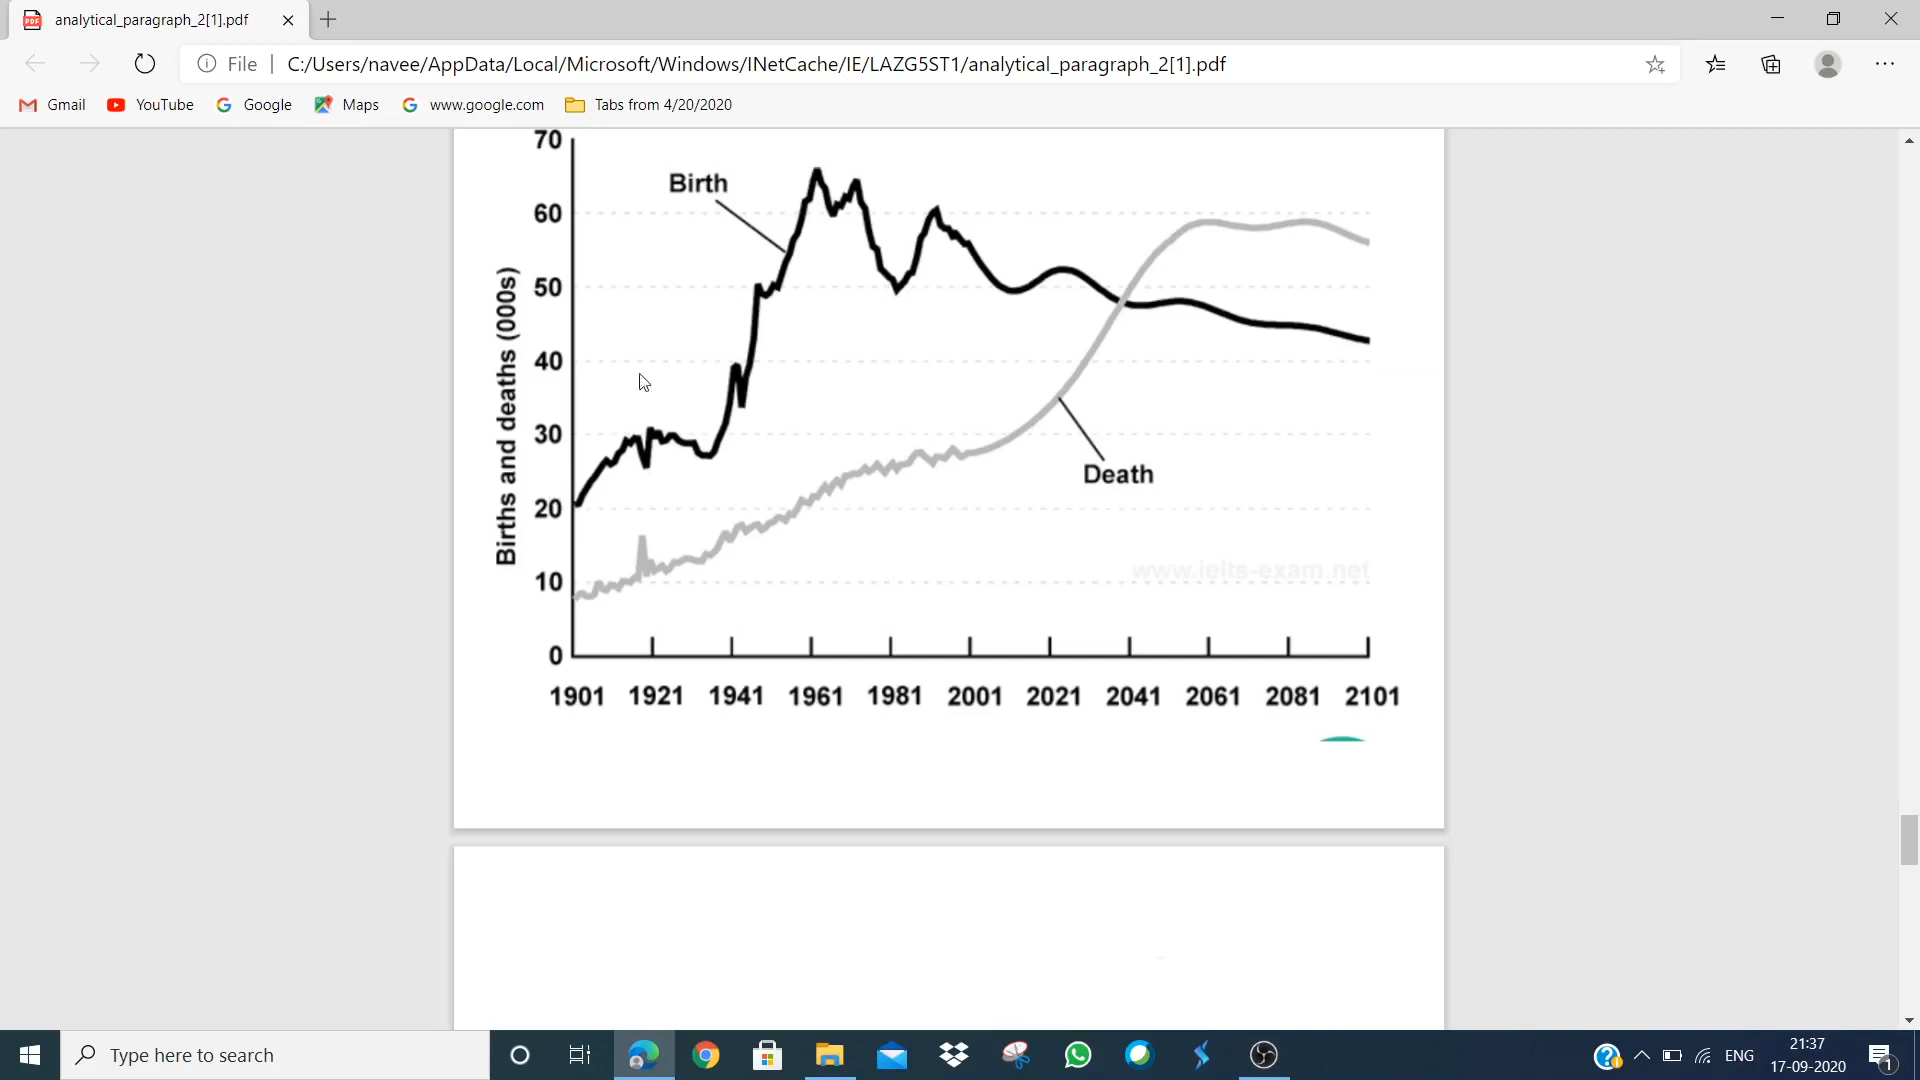 analytical_paragraph_2[1].pdf
File | C:/Users/navee/AppData/Local/Microsoft/Windows/INetCache/IE/LAZG5ST1/analytical_paragraph_2[1].pdf
Gmail YouTube Google Maps www.google.com Tabs from 4/20/2020
70
60
50
40
30
20
10
0
Births and deaths (000s)
Birth
Death
www.ielts-exam.net
1901 1921 1941 1961 1981 2001 2021 2041 2061 2081 2101
Type here to search
ENG
21:37
17-09-2020
1